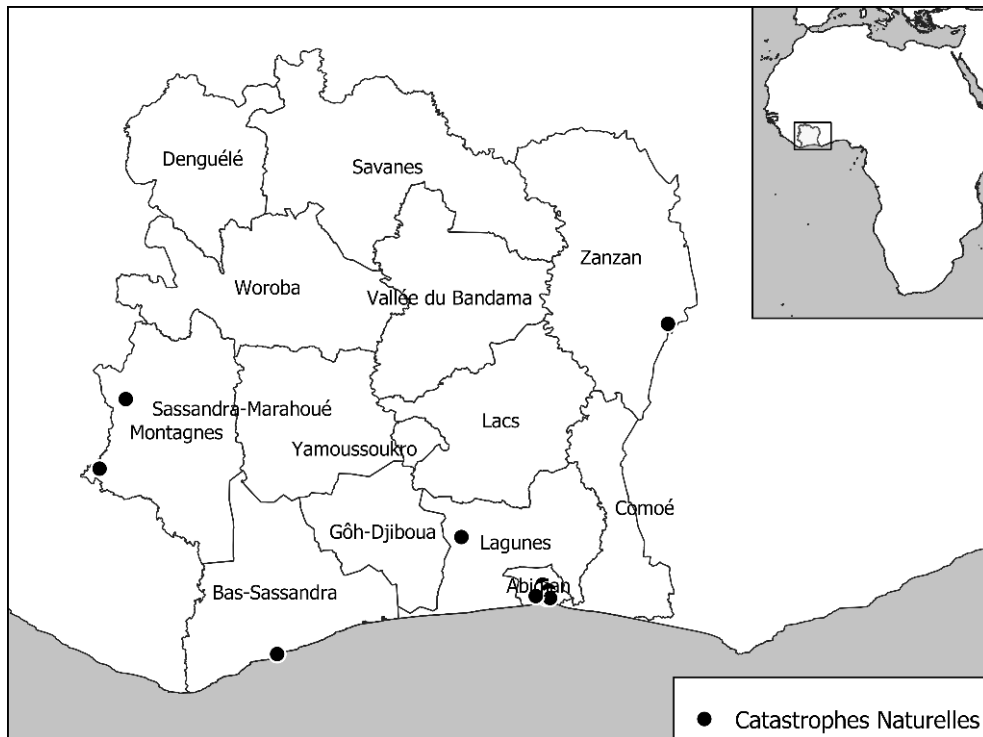 Denguélé
Savanes
Zanzan
Woroba
Vallée du Bandama
Sassandra-Marahoué
Montagnes
Lacs
Yamoussoukro
Comoé
Gôh-Djiboua
Lagunes
Abidjan
Bas-Sassandra
Catastrophes Naturelles